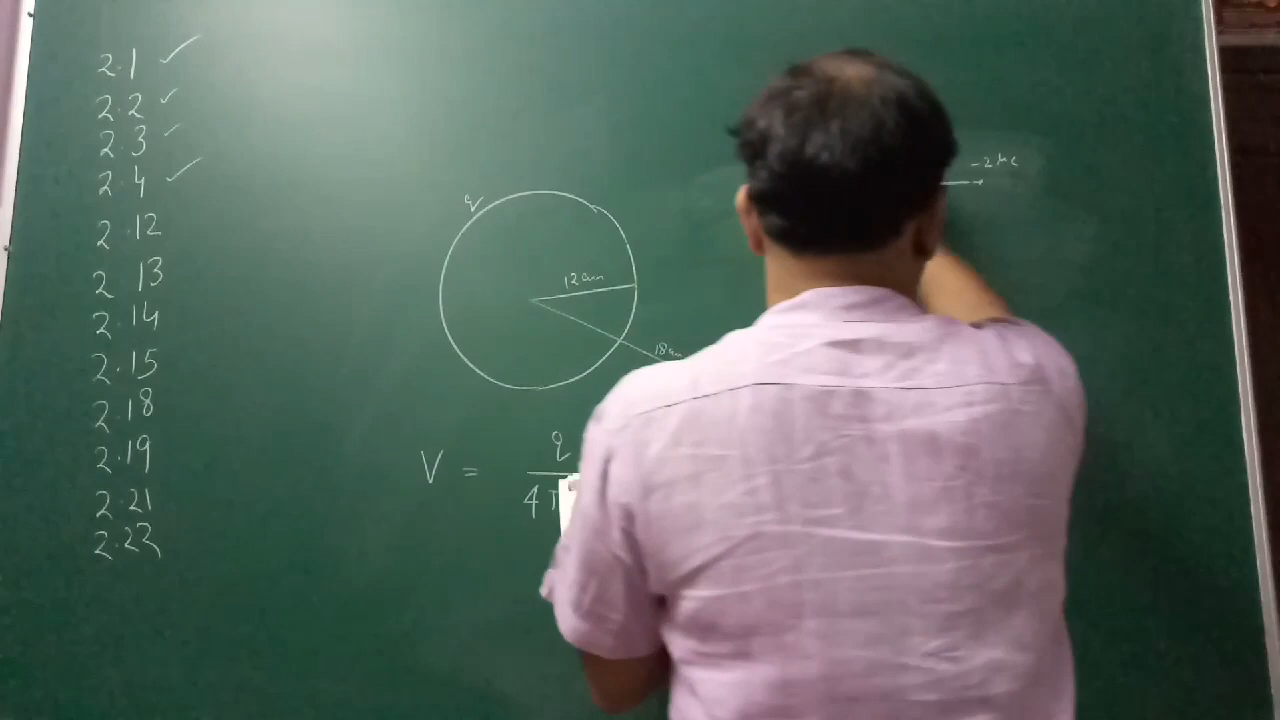 2.1 ✓
2.2 ✓
2.3 ✓
2.4 ✓
2.12
2 13
2.14
2.15
2.18
2.19
2.21
2.22
q
12cm
18cm
-2μc
V = q
4π